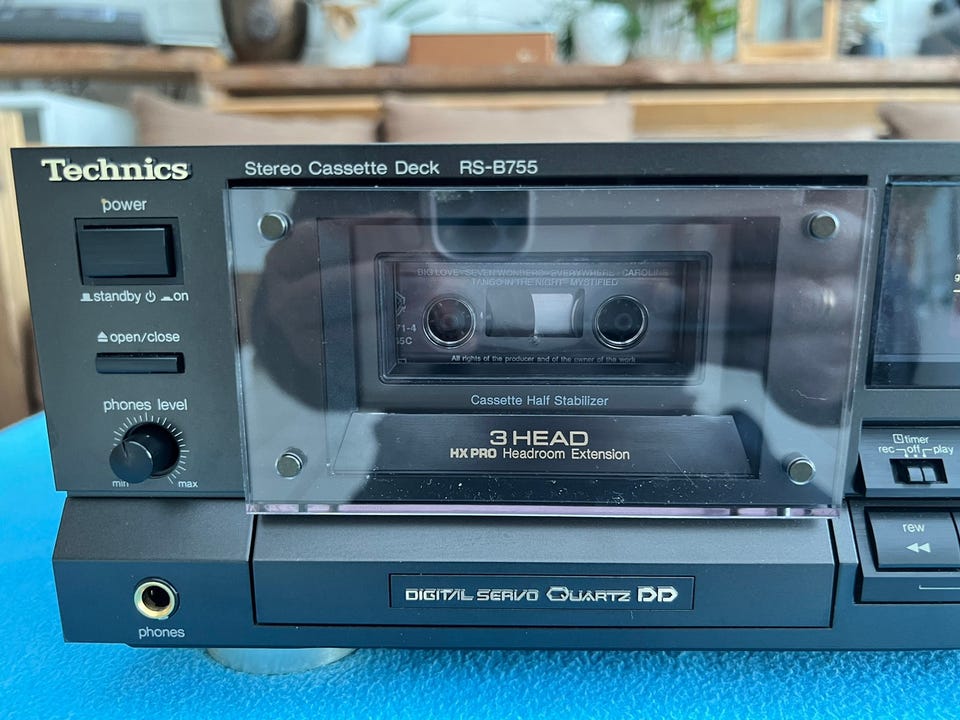 Technics
Stereo Cassette Deck RS-B755
power
standby on
open/close
phones level
min max
phones
BIG LOVE · SEVEN WONDERS · EVERYWHERE · CAROLINE
TANGO IN THE NIGHT · MYSTIFIED
71-4
All rights of the producer and of the owner of the work
Cassette Half Stabilizer
3 HEAD
HX PRO Headroom Extension
DIGITAL SERVO QUARTZ DD
timer
rec off play
rew